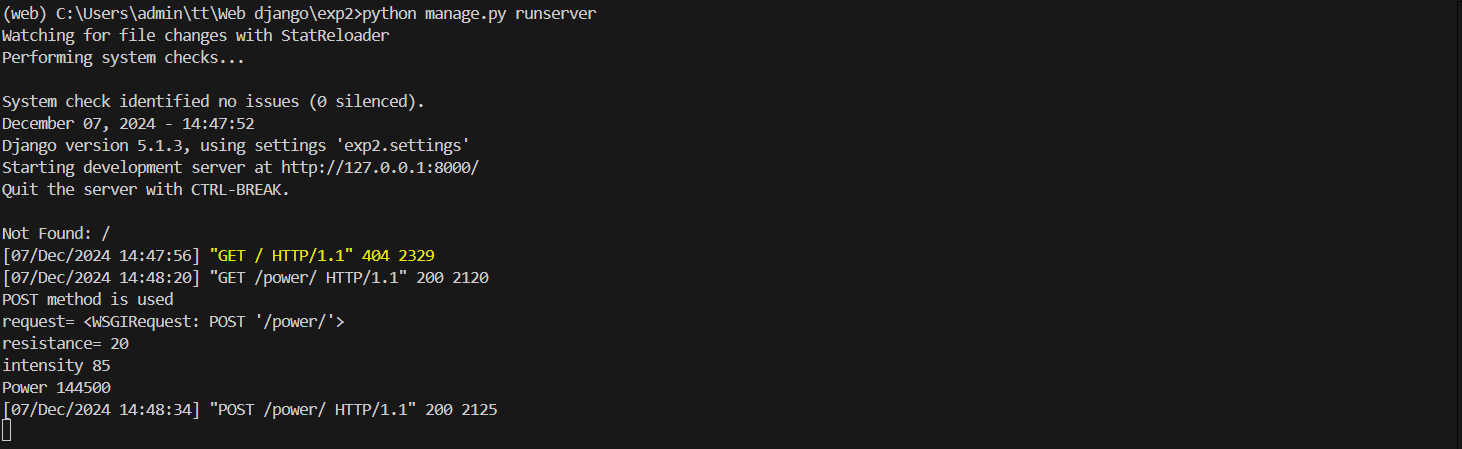 (web) C:\Users\admin\tt\Web django\exp2>python manage.py runserver
Watching for file changes with StatReloader
Performing system checks...
System check identified no issues (0 silenced).
December 07, 2024 - 14:47:52
Django version 5.1.3, using settings 'exp2.settings'
Starting development server at http://127.0.0.1:8000/
Quit the server with CTRL-BREAK.
Not Found: /
[07/Dec/2024 14:47:56] "GET / HTTP/1.1" 404 2329
[07/Dec/2024 14:48:20] "GET /power/ HTTP/1.1" 200 2120
POST method is used
request= <WSGIRequest: POST '/power/'>
resistance= 20
intensity 85
Power 144500
[07/Dec/2024 14:48:34] "POST /power/ HTTP/1.1" 200 2125